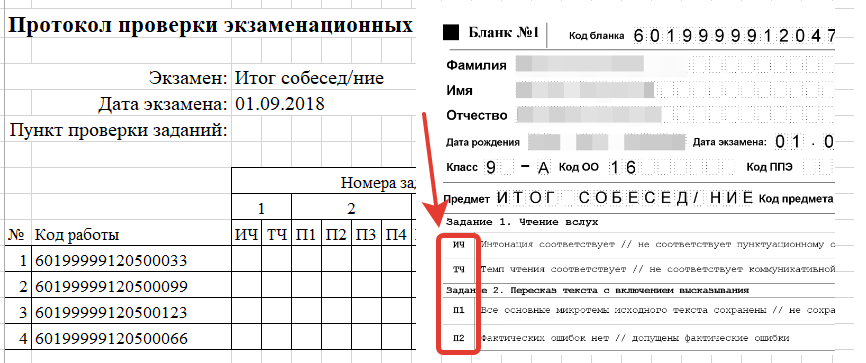 Протокол проверки экзаменационных
Экзамен: Итог собесед/ние
Дата экзамена: 01.09.2018
Пункт проверки заданий:
Номера за
1 2
№ Код работы ИЧ ТЧ П1 П2 П3 П4
1 60199999120500033
2 60199999120500099
3 60199999120500123
4 60199999120500066
Бланк №1 Код бланка 6019999912047
Фамилия
Имя
Отчество
Дата рождения Дата экзамена: 01.0
Класс 9 -А Код ОО 16 Код ППЭ
Предмет ИТОГ СОБЕСЕД/НИЕ Код предмета
Задание 1. Чтение вслух
ИЧ Интонация соответствует // не соответствует пунктуационному о
ТЧ Темп чтения соответствует // не соответствует коммуникативной
Задание 2. Пересказ текста с включением высказывания
П1 Все основные микротемы исходного текста сохранены // не сохра
П2 Фактических ошибок нет // допущены фактические ошибки